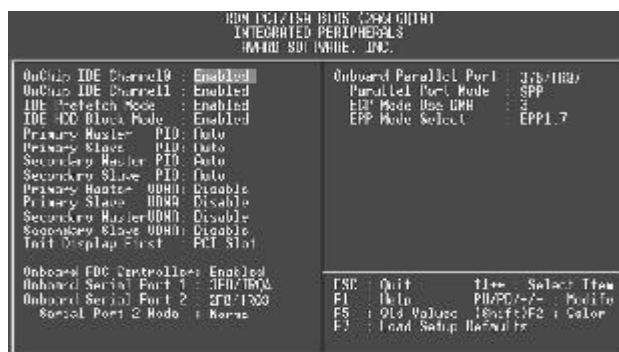 ROM PCI/ISA BIOS
INTEGRATED PERIPHERALS
AWARD SOFTWARE, INC.
OnChip IDE Channel0 : Enabled
OnChip IDE Channel1 : Enabled
IDE Prefetch Mode : Enabled
IDE HDD Block Mode : Enabled
Primary Master PIO: Auto
Primary Slave PIO: Auto
Secondary Master PIO: Auto
Secondary Slave PIO: Auto
Primary Master UDMA: Disable
Primary Slave UDMA: Disable
Secondary Master UDMA: Disable
Secondary Slave UDMA: Disable
Init Display First : PCI Slot
Onboard FDC Controller: Enabled
Onboard Serial Port 1 : 3F8/IRQ4
Onboard Serial Port 2 : 2F8/IRQ3
Serial Port 2 Mode :
Onboard Parallel Port : 378/IRQ7
Parallel Port Mode : SPP
ECP Mode Use DMA : 3
EPP Mode Select : EPP1.7
ESC : Quit ↑↓→← : Select Item
F1 : Help PU/PD/+/- : Modify
F5 : Old Values (Shift)F2 : Color
F7 : Load Setup Defaults